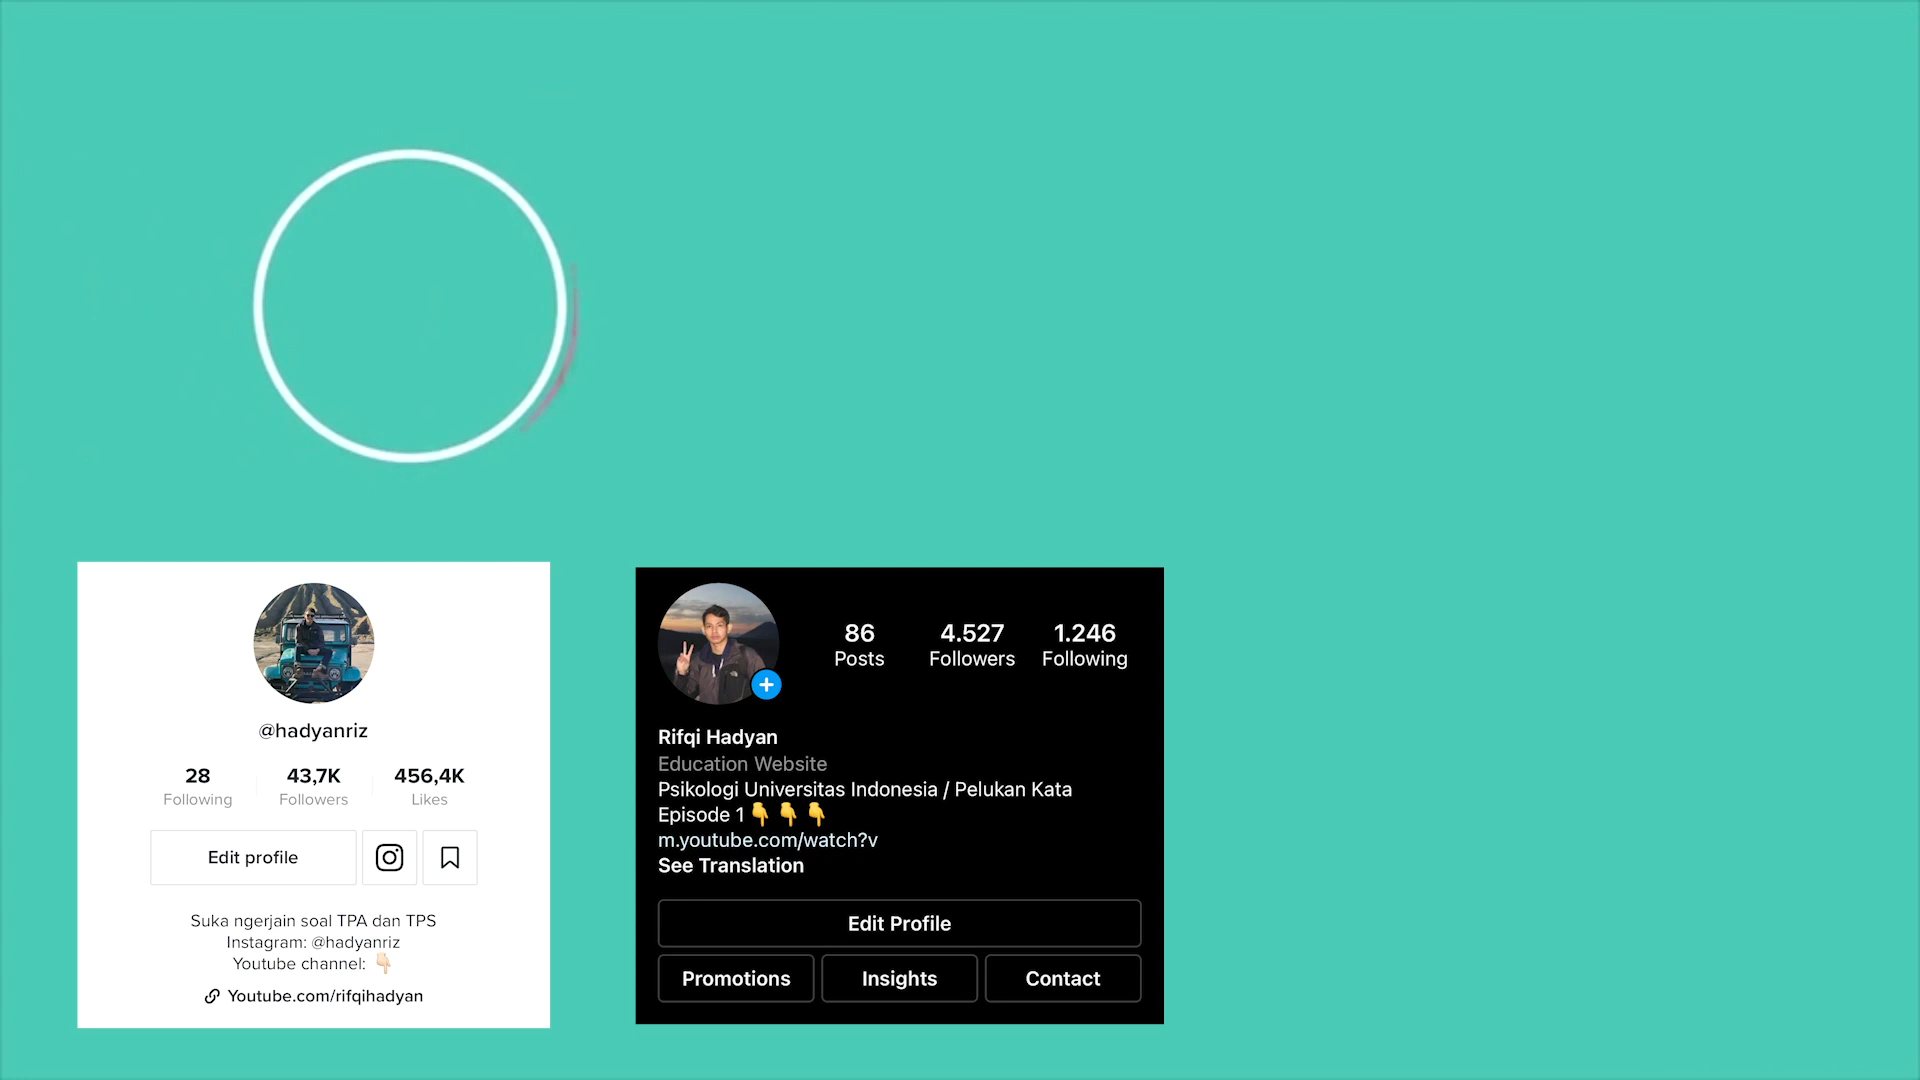 @hadyanriz
28 43,7K 456,4K
Following Followers Likes
Edit profile
Suka ngerjain soal TPA dan TPS
Instagram: @hadyanriz
Youtube channel: 👇🏻
Youtube.com/rifqihadyan
86 4.527 1.246
Posts Followers Following
Rifqi Hadyan
Education Website
Psikologi Universitas Indonesia / Pelukan Kata
Episode 1 👇 👇 👇
m.youtube.com/watch?v
See Translation
Edit Profile
Promotions Insights Contact